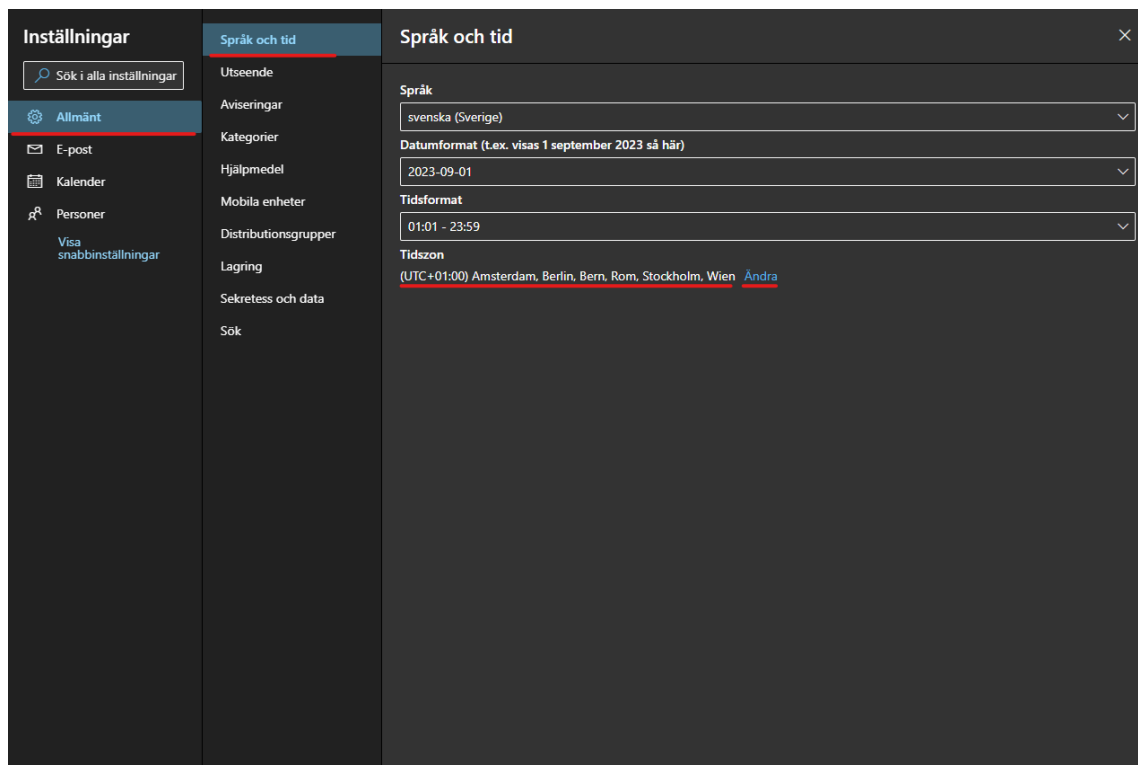 Inställningar
Sök i alla inställningar
Allmänt
E-post
Kalender
Personer
Visa
snabbinställningar
Språk och tid
Utseende
Aviseringar
Kategorier
Hjälpmedel
Mobila enheter
Distributionsgrupper
Lagring
Sekretess och data
Sök
Språk och tid
Språk
svenska (Sverige)
Datumformat (t.ex. visas 1 september 2023 så här)
2023-09-01
Tidsformat
01:01 - 23:59
Tidszon
(UTC+01:00) Amsterdam, Berlin, Bern, Rom, Stockholm, Wien Ändra